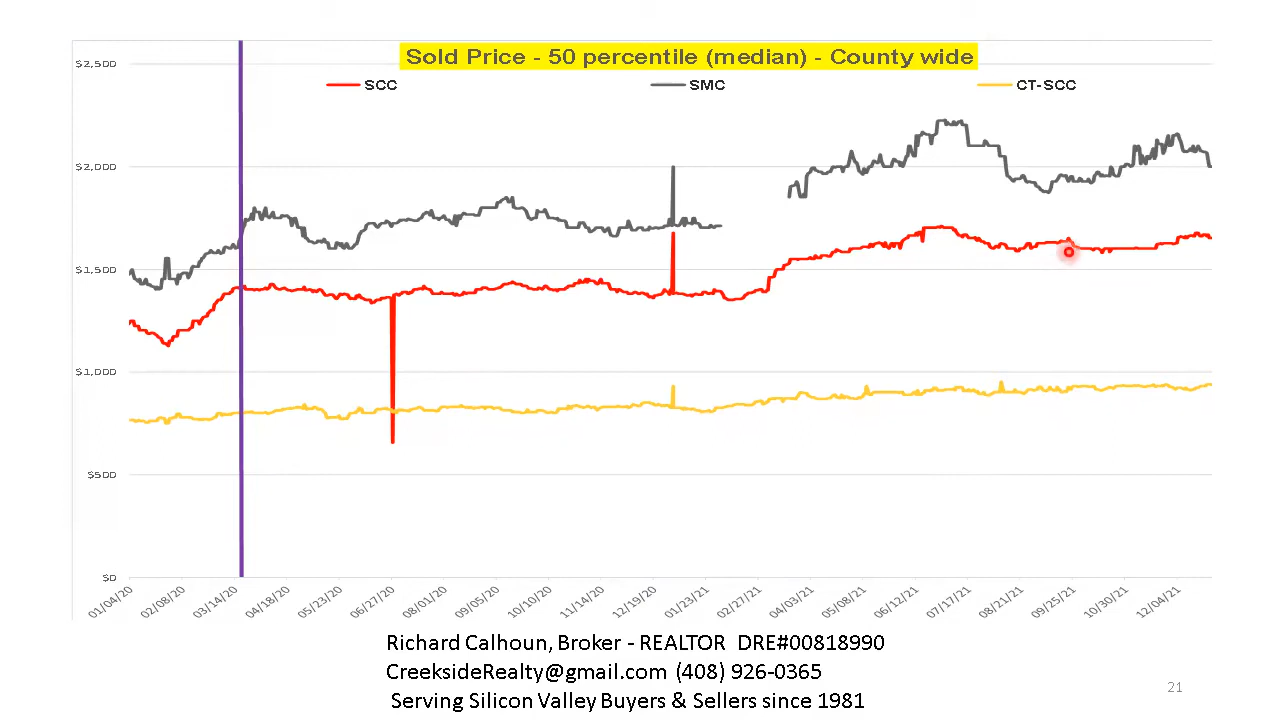 Sold Price - 50 percentile (median) - County wide
SCC SMC CT-SCC
$2,500
$2,000
$1,500
$1,000
$500
$0
01/04/20 02/08/20 03/14/20 04/18/20 05/23/20 06/27/20 08/01/20 09/05/20 10/10/20 11/14/20 12/19/20 01/23/21 02/27/21 04/03/21 05/08/21 06/12/21 07/17/21 08/21/21 09/25/21 10/30/21 12/04/21
Richard Calhoun, Broker - REALTOR DRE#00818990
CreeksideRealty@gmail.com (408) 926-0365
Serving Silicon Valley Buyers & Sellers since 1981
21